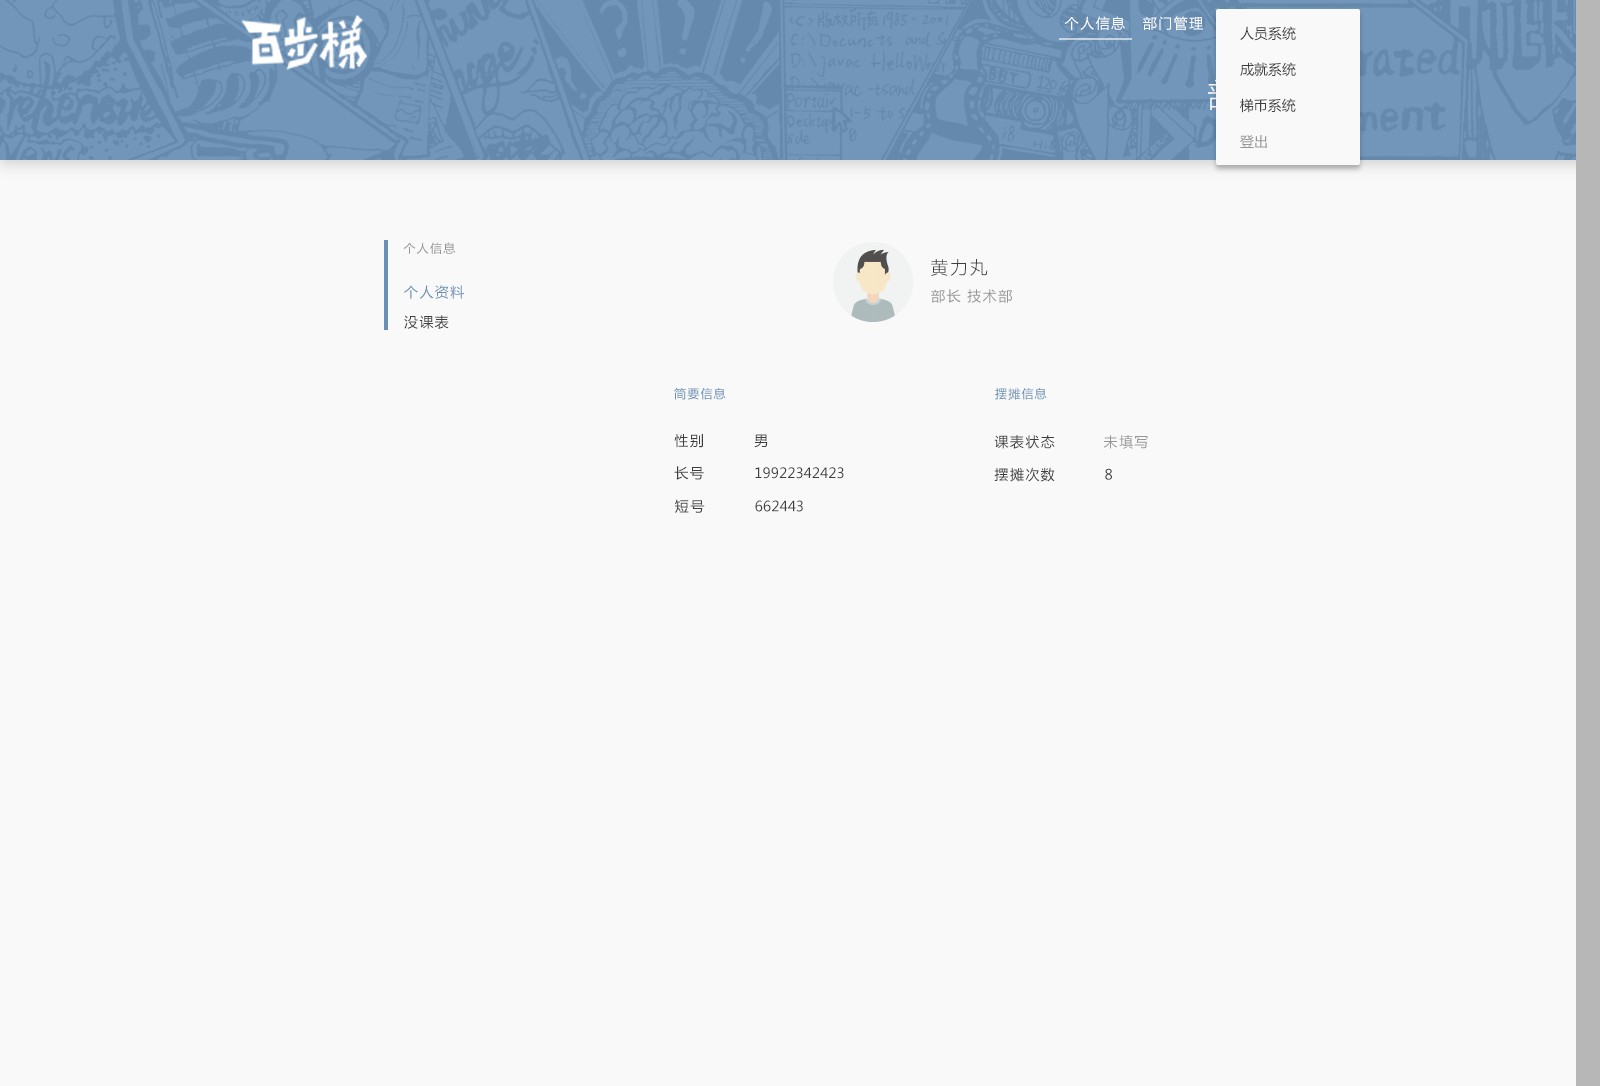 百步梯
个人信息 部门管理
人员系统
成就系统
梯币系统
登出
个人信息
个人资料
没课表
黄力丸
部长 技术部
简要信息
性别 男
长号 19922342423
短号 662443
摆摊信息
课表状态 未填写
摆摊次数 8